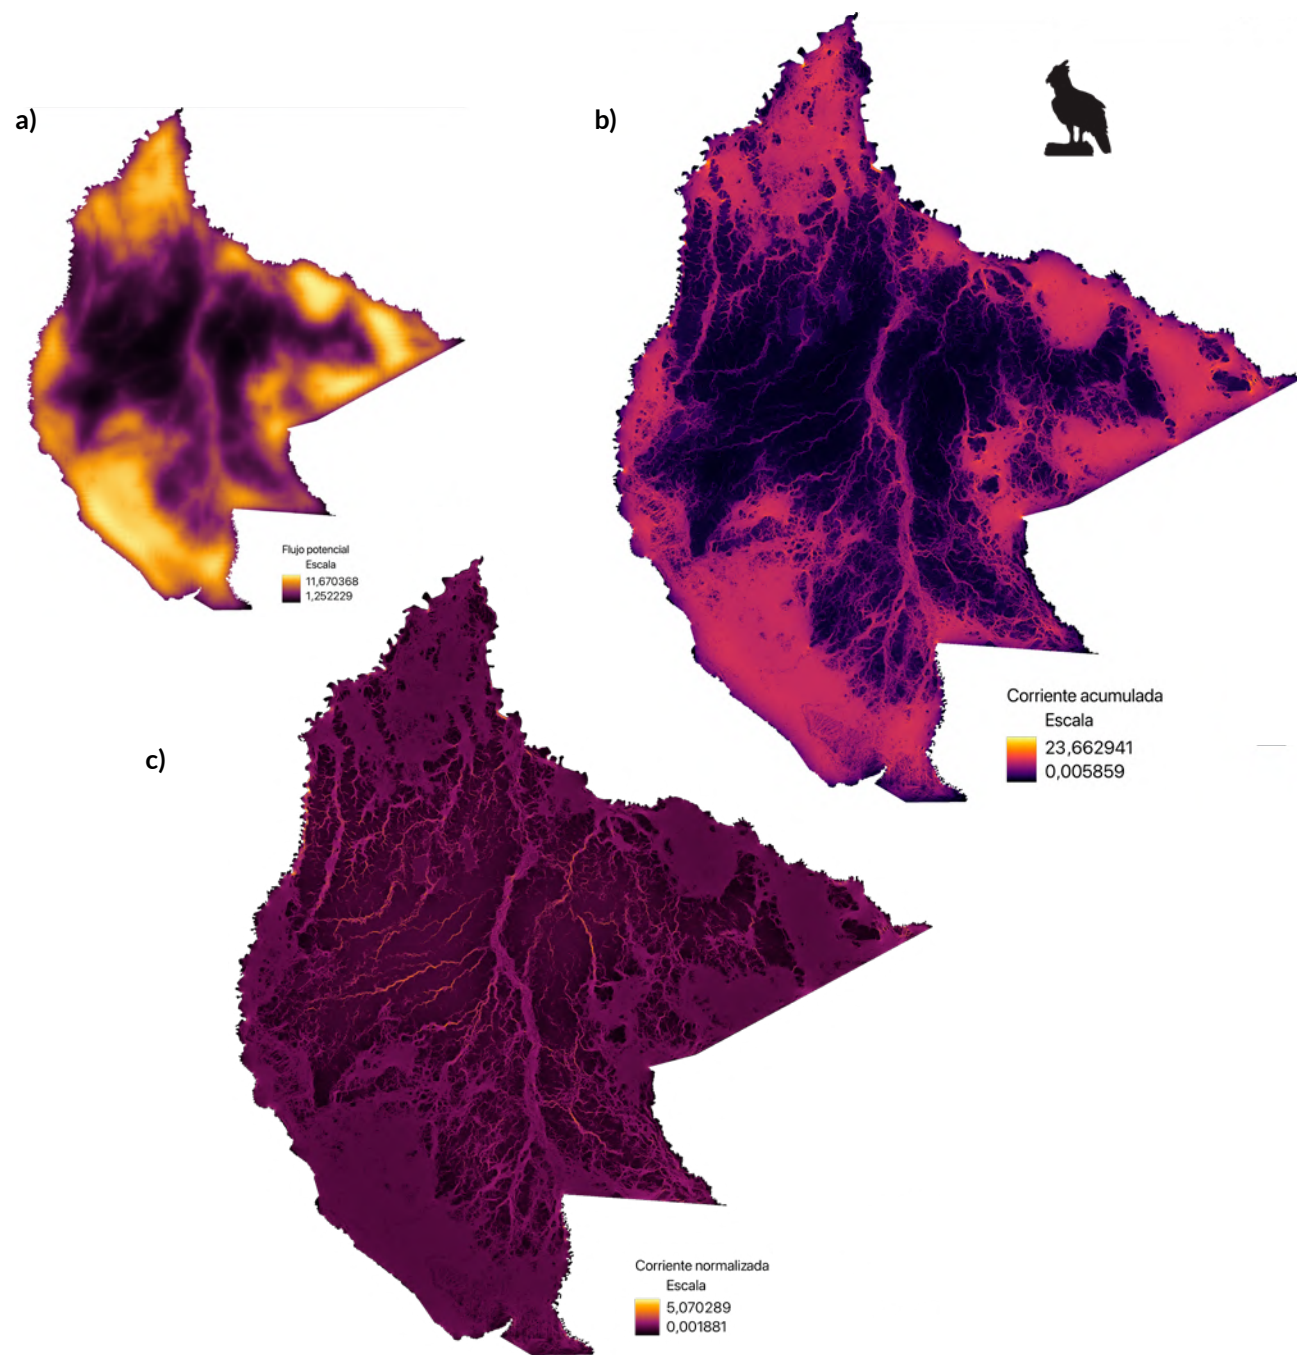 a)
b)
Flujo potencial
Escala
11,670368
1,252229
Corriente acumulada
Escala
23,662941
0,005859
c)
Corriente normalizada
Escala
5,070289
0,001881